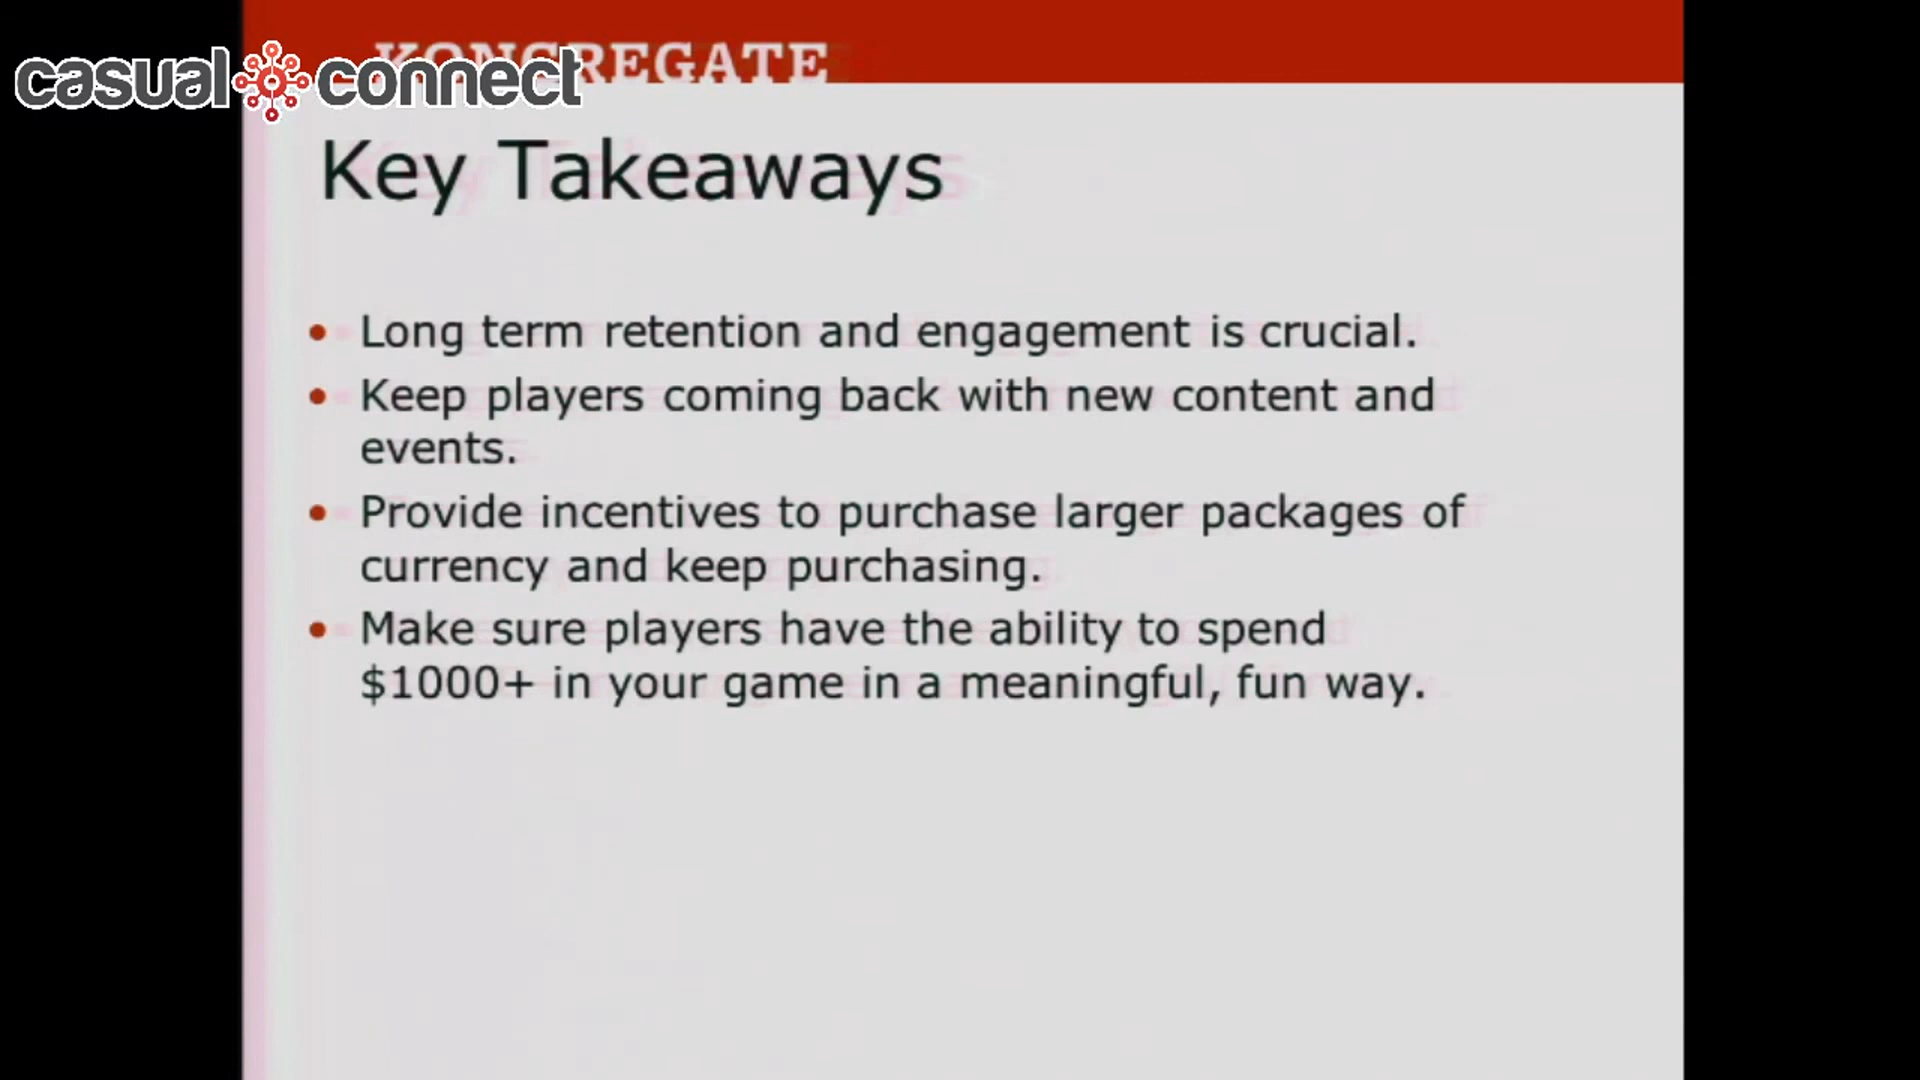 KONGREGATE
casual connect
Key Takeaways
• Long term retention and engagement is crucial.
• Keep players coming back with new content and
events.
• Provide incentives to purchase larger packages of
currency and keep purchasing.
• Make sure players have the ability to spend
$1000+ in your game in a meaningful, fun way.